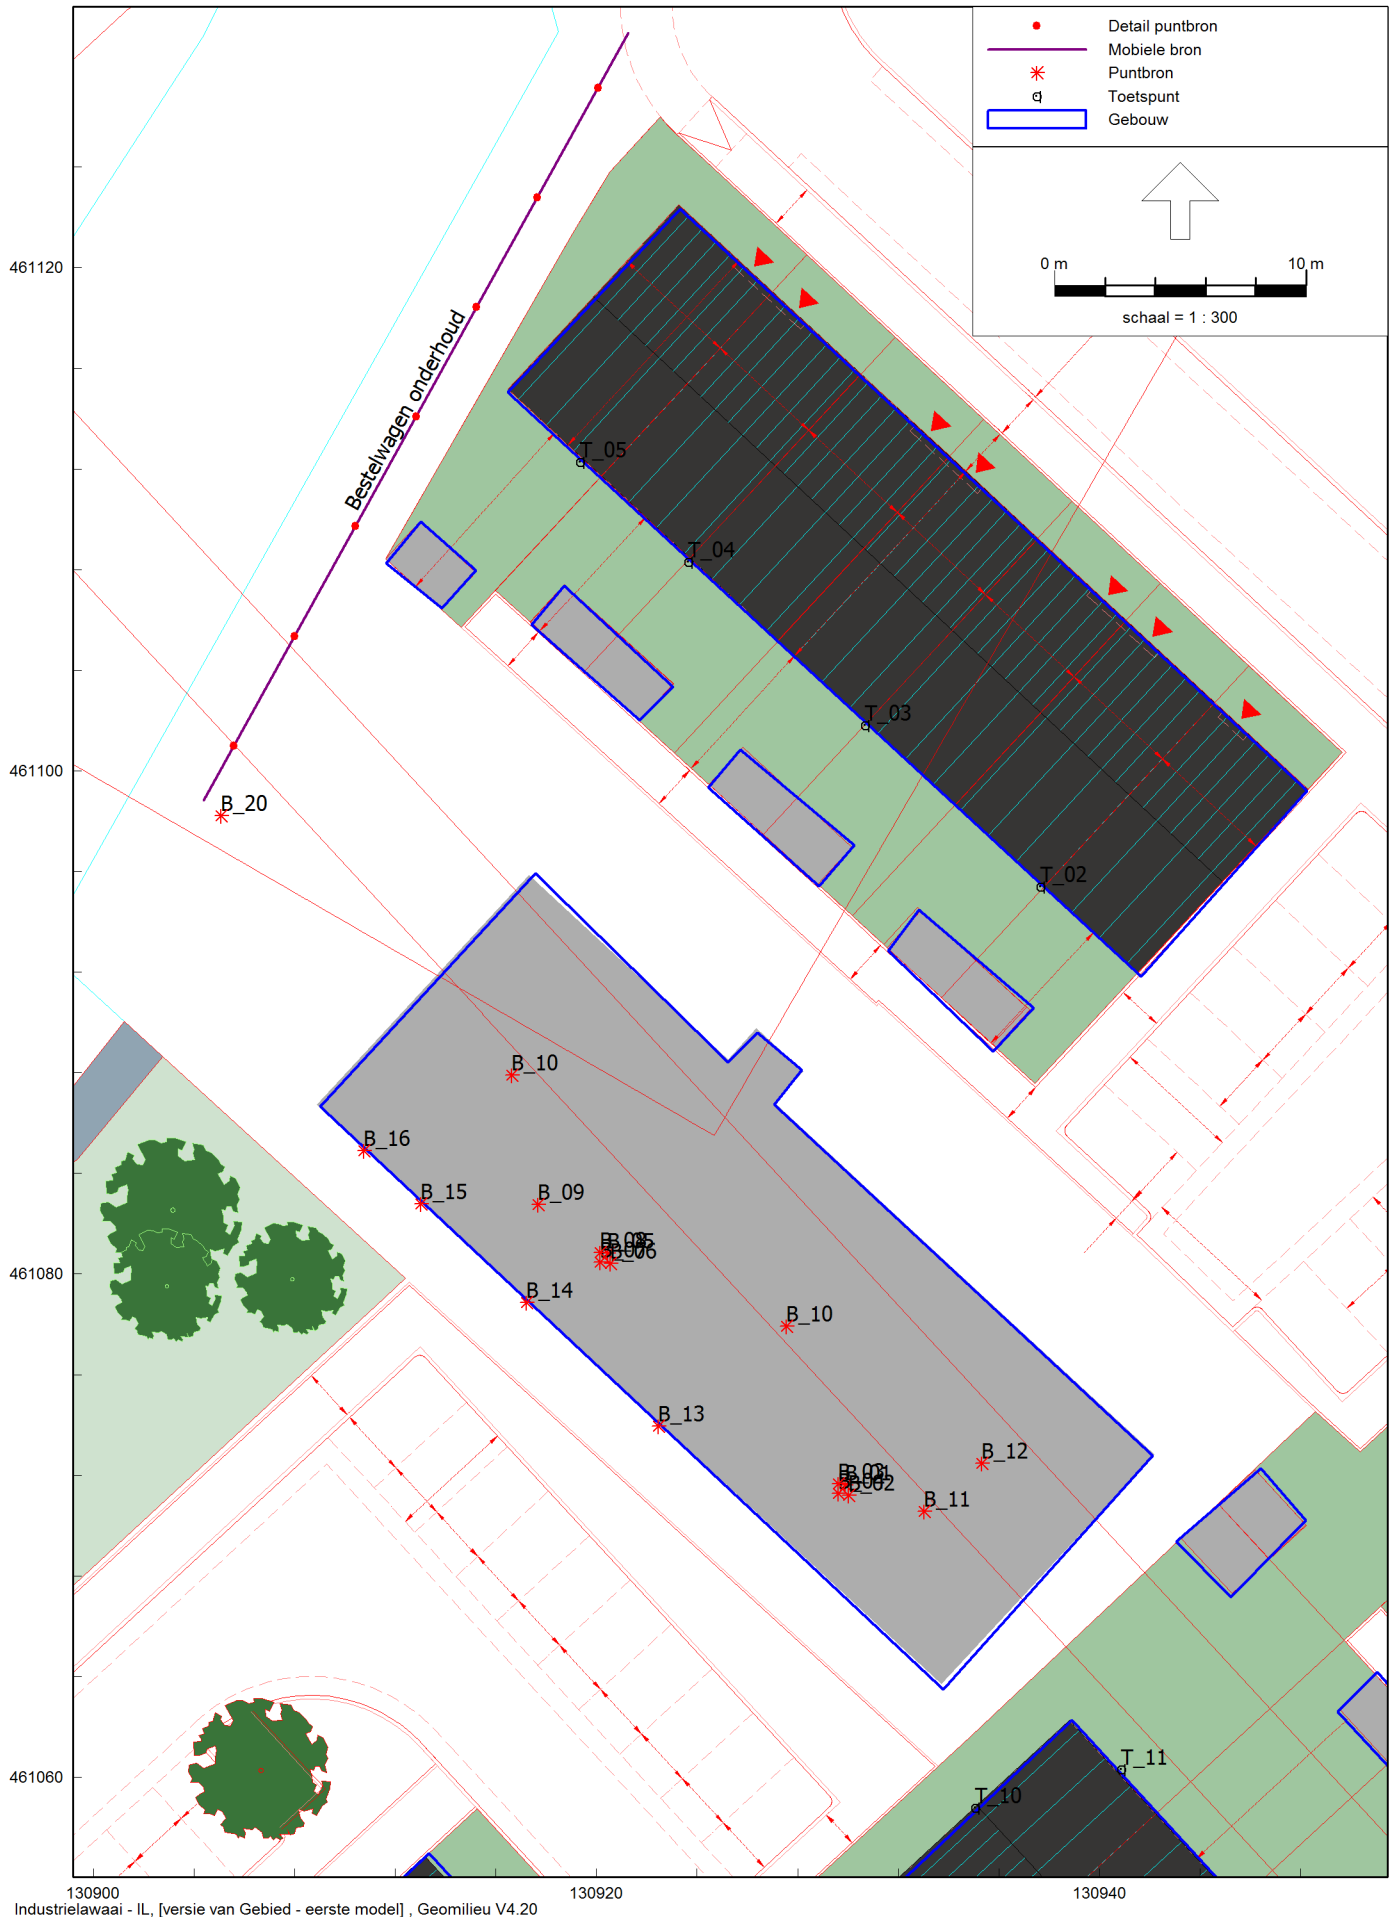 Detail puntbron
Mobiele bron
Puntbron
Toetspunt
Gebouw
0 m 10 m
schaal = 1 : 300
461120
Bestelwagen onderhoud
T_05
T_04
T_03
461100
B_20
T_02
B_10
B_16
B_15
B_09
B_06
461080
B_14
B_10
B_13
B_12
B_02
B_11
461060
T_11
T_10
130900 130920 130940
Industrielawaai - IL, [versie van Gebied - eerste model] , Geomilieu V4.20